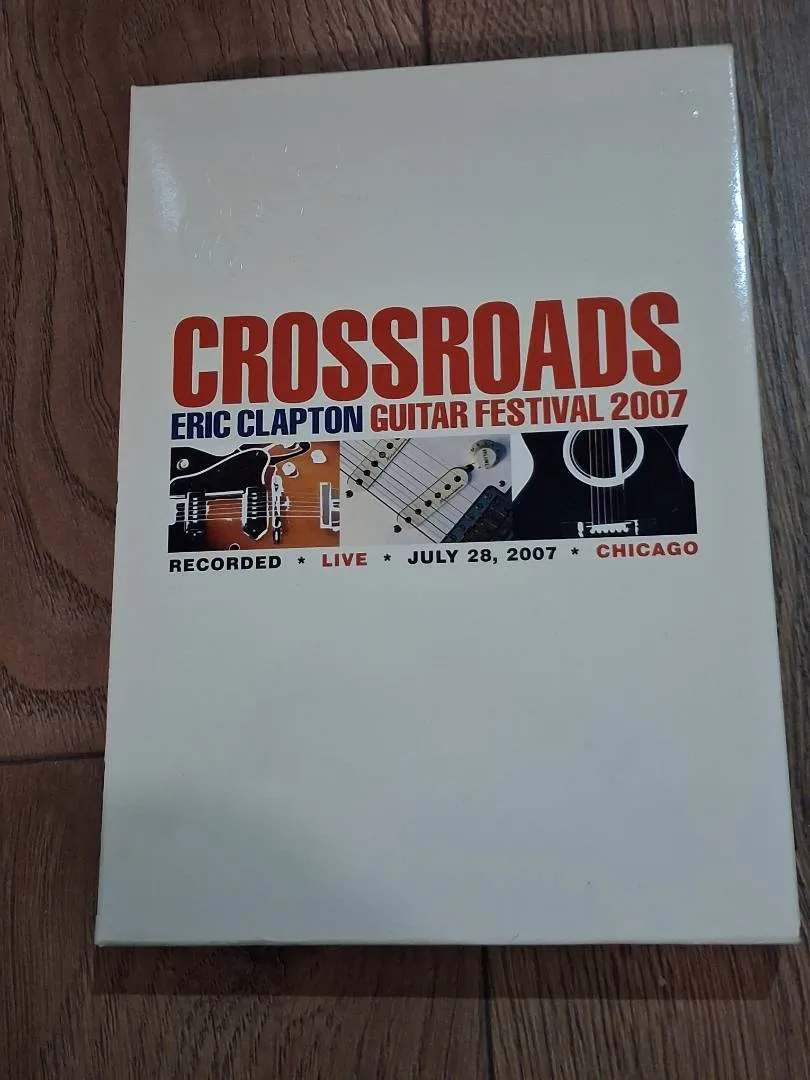 CROSSROADS
ERIC CLAPTON GUITAR FESTIVAL 2007
RECORDED * LIVE * JULY 28, 2007 * CHICAGO